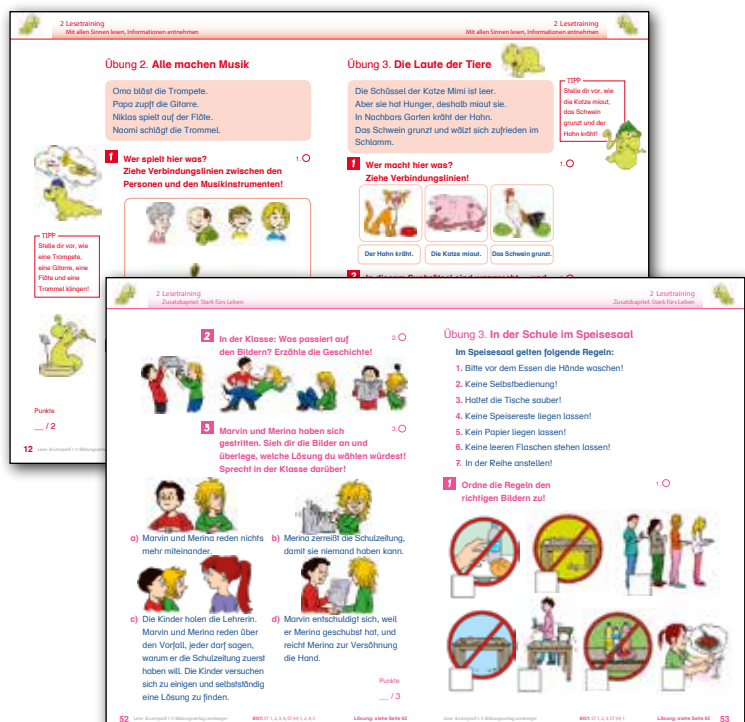 2 Lesetraining
Mit allen Sinnen lesen, Informationen entnehmen
2 Lesetraining
Mit allen Sinnen lesen, Informationen entnehmen
Übung 2. Alle machen Musik
Oma bläst die Trompete.
Papa zupft die Gitarre.
Niklas spielt auf der Flöte.
Naomi schlägt die Trommel.
1 Wer spielt hier was?
Ziehe Verbindungslinien zwischen den
Personen und den Musikinstrumenten!
1.
TIPP
Stelle dir vor, wie
eine Trompete,
eine Gitarre, eine
Flöte und eine
Trommel klingen!
Punkte
__ / 2
12
Übung 3. Die Laute der Tiere
Die Schüssel der Katze Mimi ist leer.
Aber sie hat Hunger, deshalb miaut sie.
In Nachbars Garten kräht der Hahn.
Das Schwein grunzt und wälzt sich zufrieden im
Schlamm.
TIPP
Stelle dir vor, wie
die Katze miaut,
das Schwein
grunzt und der
Hahn kräht!
1 Wer macht hier was?
Ziehe Verbindungslinien!
1.
Der Hahn kräht.
Die Katze miaut.
Das Schwein grunzt.
2 Lesetraining
Zusatzkapitel: Stark fürs Leben
2 Lesetraining
Zusatzkapitel: Stark fürs Leben
2 In der Klasse: Was passiert auf
den Bildern? Erzähle die Geschichte!
2.
3 Marvin und Merina haben sich
gestritten. Sieh dir die Bilder an und
überlege, welche Lösung du wählen würdest!
Sprecht in der Klasse darüber!
3.
a) Marvin und Merina reden nichts
mehr miteinander.
b) Merina zerreißt die Schulzeitung,
damit sie niemand haben kann.
c) Die Kinder holen die Lehrerin.
Marvin und Merina reden über
den Vorfall, jeder darf sagen,
warum er die Schulzeitung zuerst
haben will. Die Kinder versuchen
sich zu einigen und selbstständig
eine Lösung zu finden.
d) Marvin entschuldigt sich, weil
er Merina geschubst hat, und
reicht Merina zur Versöhnung
die Hand.
Punkte
__ / 3
52
Lösung: siehe Seite 62
Übung 3. In der Schule im Speisesaal
Im Speisesaal gelten folgende Regeln:
1. Bitte vor dem Essen die Hände waschen!
2. Keine Selbstbedienung!
3. Haltet die Tische sauber!
4. Keine Speisereste liegen lassen!
5. Kein Papier liegen lassen!
6. Keine leeren Flaschen stehen lassen!
7. In der Reihe anstellen!
1 Ordne die Regeln den
richtigen Bildern zu!
1.
Lösung: siehe Seite 62
53